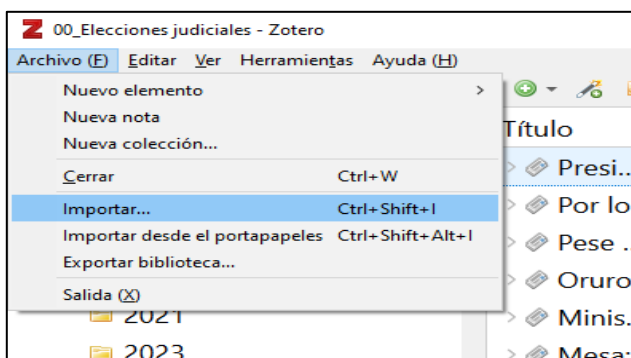 Z 00_Elecciones judiciales - Zotero
Archivo (F) Editar Ver Herramientas Ayuda (H)
Nuevo elemento >
Nueva nota
Nueva colección...
Cerrar Ctrl+W
Importar... Ctrl+Shift+I
Importar desde el portapapeles Ctrl+Shift+Alt+I
Exportar biblioteca...
Salida (X)
2021
2023
Título
> Presi...
> Por lo
> Pese .
> Oruro
> Minis.
> Mesa: